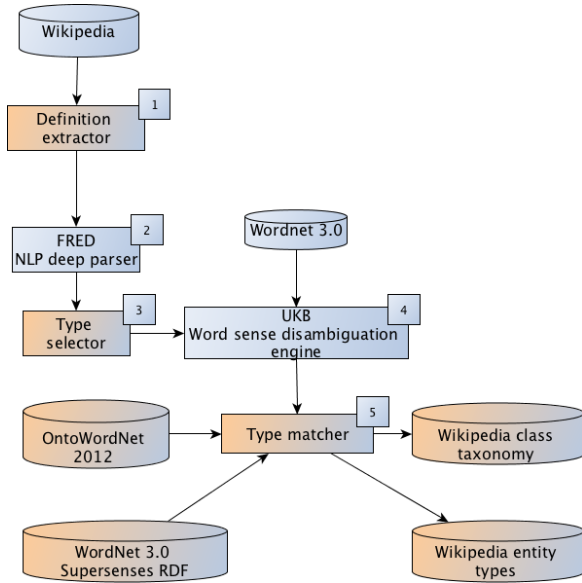 Wikipedia
1
Definition
extractor
2
FRED
NLP deep parser
Wordnet 3.0
3
Type
selector
4
UKB
Word sense disambiguation
engine
5
OntoWordNet
2012
Type matcher
Wikipedia class
taxonomy
WordNet 3.0
Supersenses RDF
Wikipedia entity
types